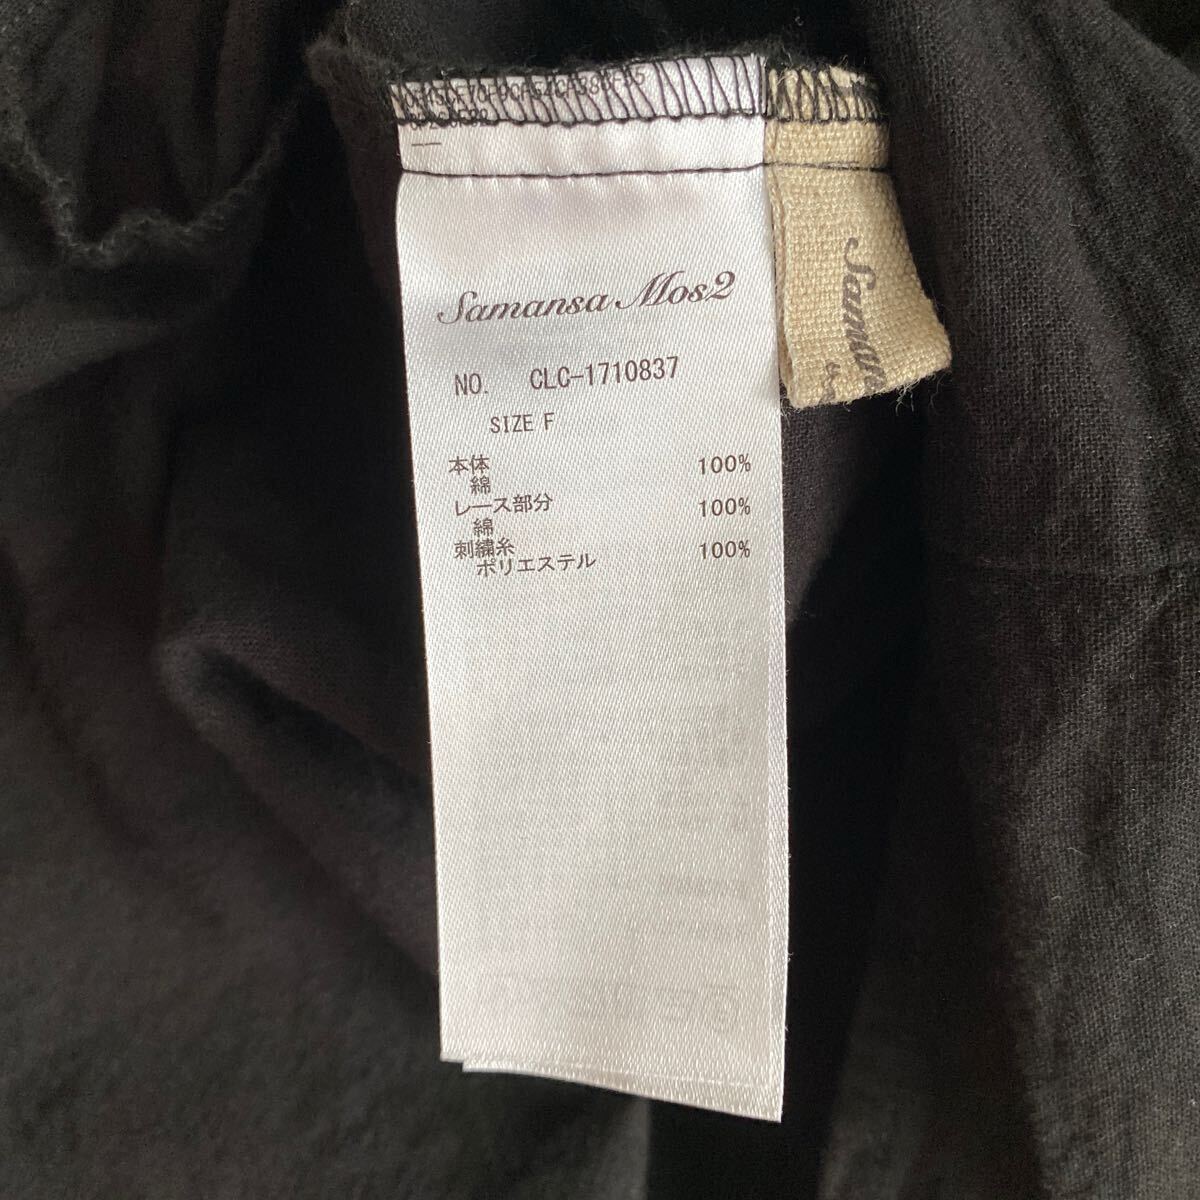 Samansa Mos2
NO. CLC-1710837
SIZE F
本体 100%
綿
レース部分 100%
綿
刺繍糸 100%
ポリエステル